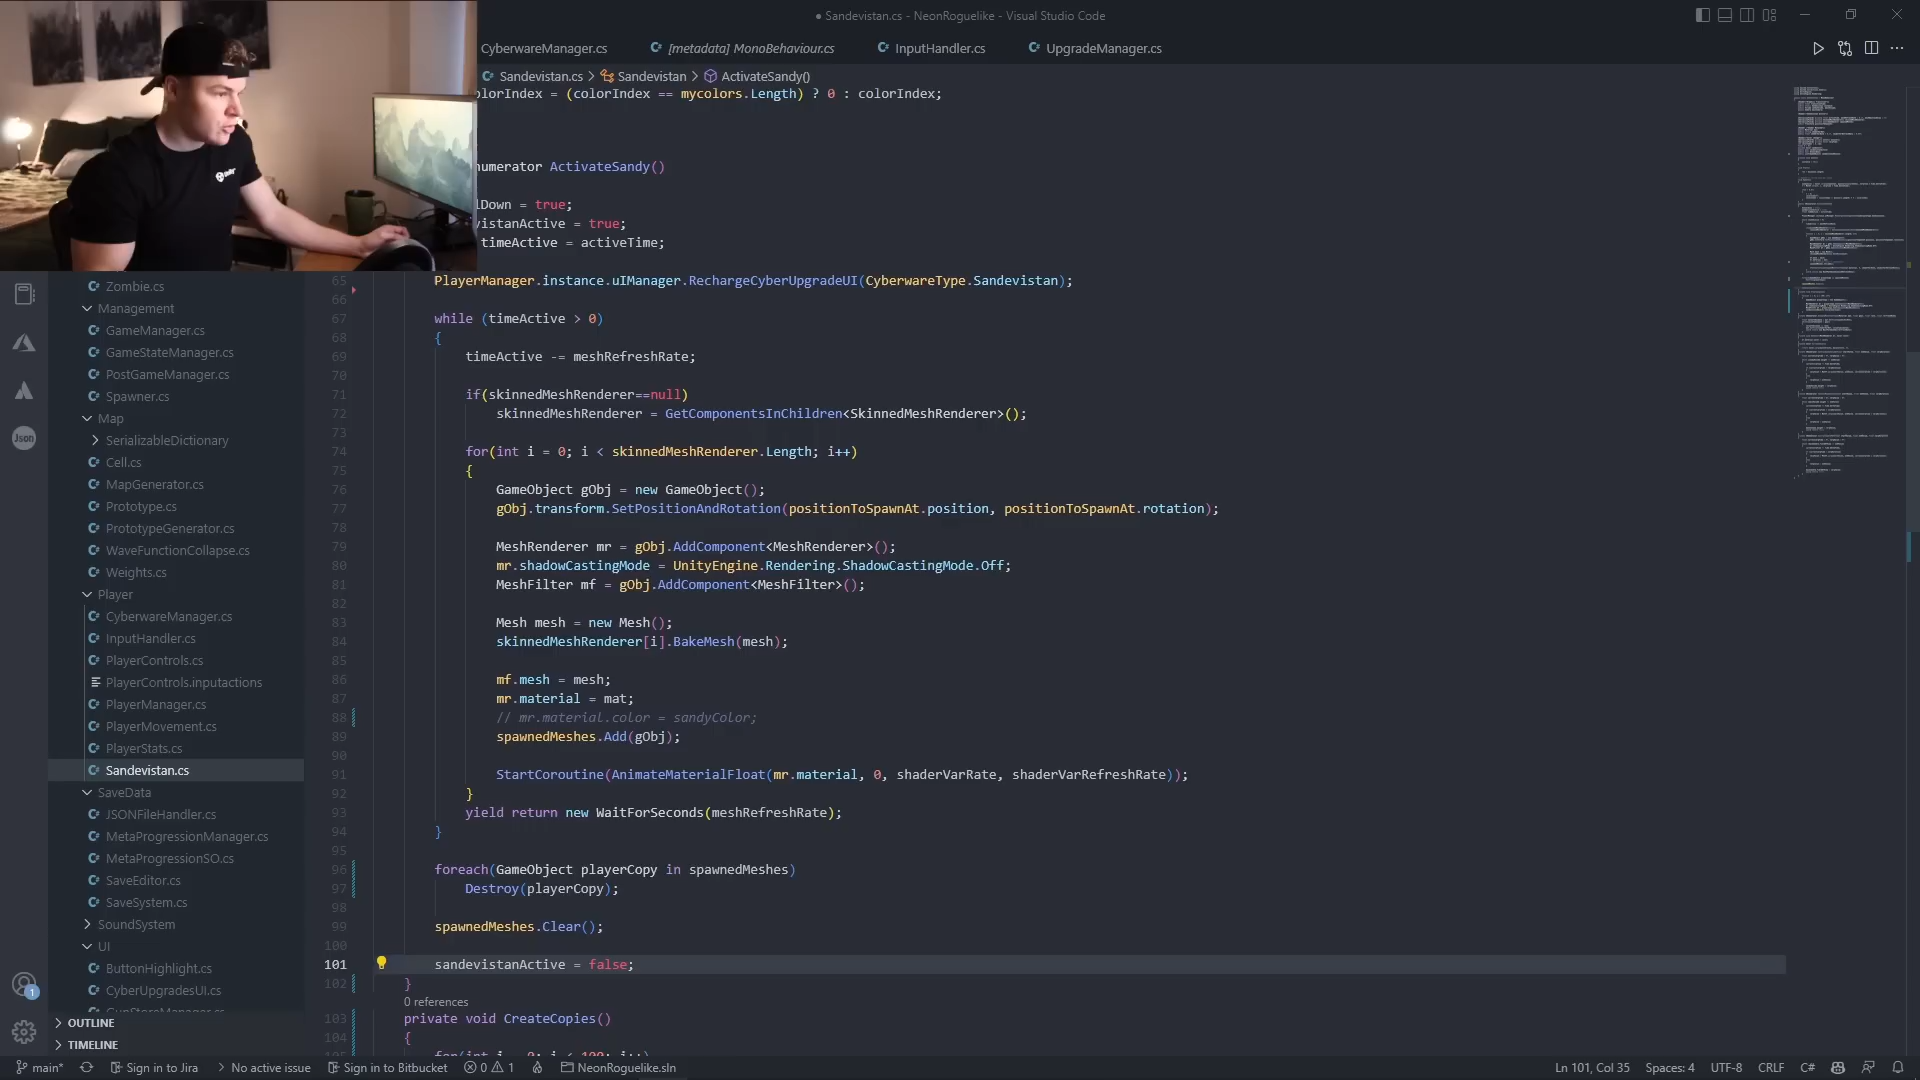 ● Sandevistan.cs - NeonRoguelike - Visual Studio Code
CyberwareManager.cs
[metadata] MonoBehaviour.cs
InputHandler.cs
UpgradeManager.cs
Sandevistan.cs > Sandevistan > ActivateSandy()
olorIndex = (colorIndex == mycolors.Length) ? 0 : colorIndex;
numerator ActivateSandy()
lDown = true;
vistanActive = true;
timeActive = activeTime;
65 PlayerManager.instance.uIManager.RechargeCyberUpgradeUI(CyberwareType.Sandevistan);
66
67 while (timeActive > 0)
68 {
69 timeActive -= meshRefreshRate;
70
71 if(skinnedMeshRenderer==null)
72 skinnedMeshRenderer = GetComponentsInChildren<SkinnedMeshRenderer>();
73
74 for(int i = 0; i < skinnedMeshRenderer.Length; i++)
75 {
76 GameObject gObj = new GameObject();
77 gObj.transform.SetPositionAndRotation(positionToSpawnAt.position, positionToSpawnAt.rotation);
78
79 MeshRenderer mr = gObj.AddComponent<MeshRenderer>();
80 mr.shadowCastingMode = UnityEngine.Rendering.ShadowCastingMode.Off;
81 MeshFilter mf = gObj.AddComponent<MeshFilter>();
82
83 Mesh mesh = new Mesh();
84 skinnedMeshRenderer[i].BakeMesh(mesh);
85
86 mf.mesh = mesh;
87 mr.material = mat;
88 // mr.material.color = sandyColor;
89 spawnedMeshes.Add(gObj);
90
91 StartCoroutine(AnimateMaterialFloat(mr.material, 0, shaderVarRate, shaderVarRefreshRate));
92 }
93 yield return new WaitForSeconds(meshRefreshRate);
94 }
95
96 foreach(GameObject playerCopy in spawnedMeshes)
97 Destroy(playerCopy);
98
99 spawnedMeshes.Clear();
100
101 sandevistanActive = false;
102 }
0 references
103 private void CreateCopies()
104 {
105 for(int i = 0; i < 100; i++)
Zombie.cs
Management
GameManager.cs
GameStateManager.cs
PostGameManager.cs
Spawner.cs
Map
SerializableDictionary
Cell.cs
MapGenerator.cs
Prototype.cs
PrototypeGenerator.cs
WaveFunctionCollapse.cs
Weights.cs
Player
CyberwareManager.cs
InputHandler.cs
PlayerControls.cs
PlayerControls.inputactions
PlayerManager.cs
PlayerMovement.cs
PlayerStats.cs
Sandevistan.cs
SaveData
JSONFileHandler.cs
MetaProgressionManager.cs
MetaProgressionSO.cs
SaveEditor.cs
SaveSystem.cs
SoundSystem
UI
ButtonHighlight.cs
CyberUpgradesUI.cs
GunStoreManager.cs
OUTLINE
TIMELINE
Json
1
main*
Sign in to Jira
No active issue
Sign in to Bitbucket
0
1
NeonRoguelike.sln
Ln 101, Col 35
Spaces: 4
UTF-8
CRLF
C#